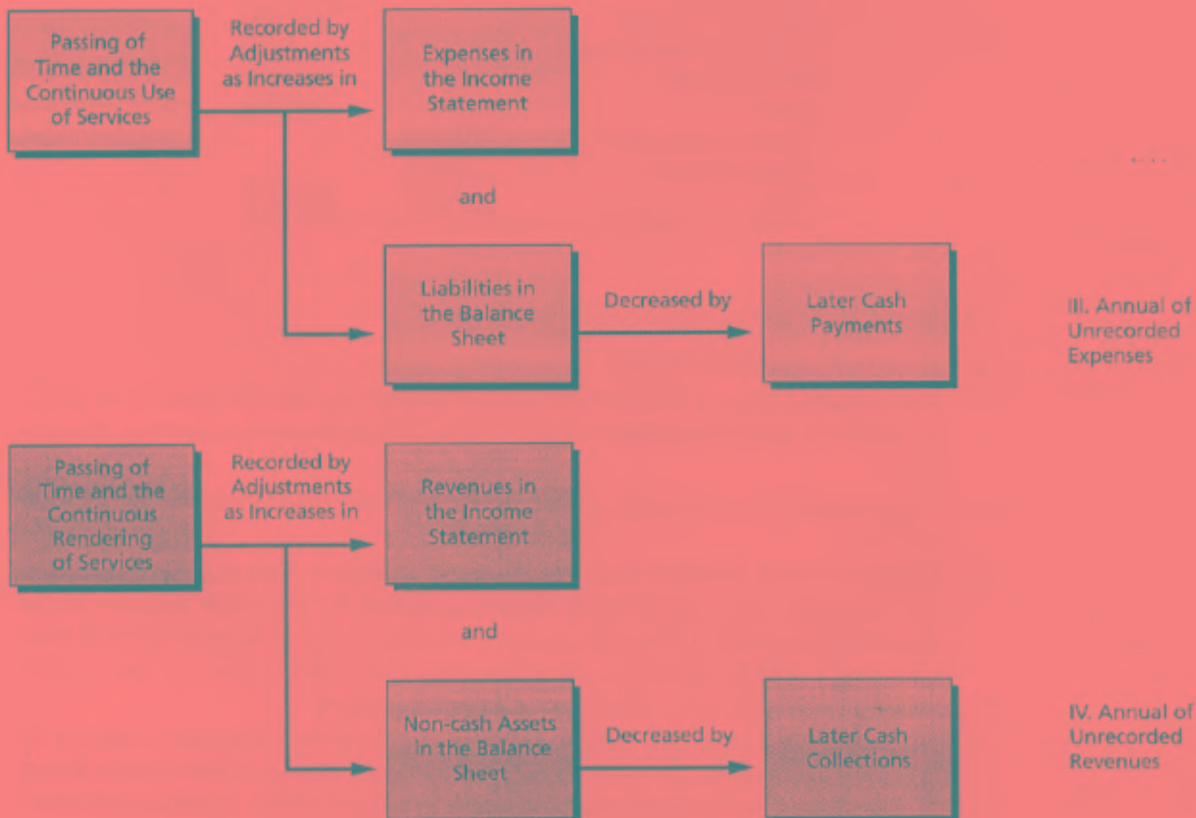 Passing of
Time and the
Continuous Use
of Services
Recorded by
Adjustments
as Increases in
Expenses in
the Income
Statement
and
Liabilities in
the Balance
Sheet
Decreased by
Later Cash
Payments
III. Annual of
Unrecorded
Expenses
Passing of
Time and the
Continuous
Rendering
of Services
Recorded by
Adjustments
as Increases in
Revenues in
the Income
Statement
and
Non-cash Assets
in the Balance
Sheet
Decreased by
Later Cash
Collections
IV. Annual of
Unrecorded
Revenues